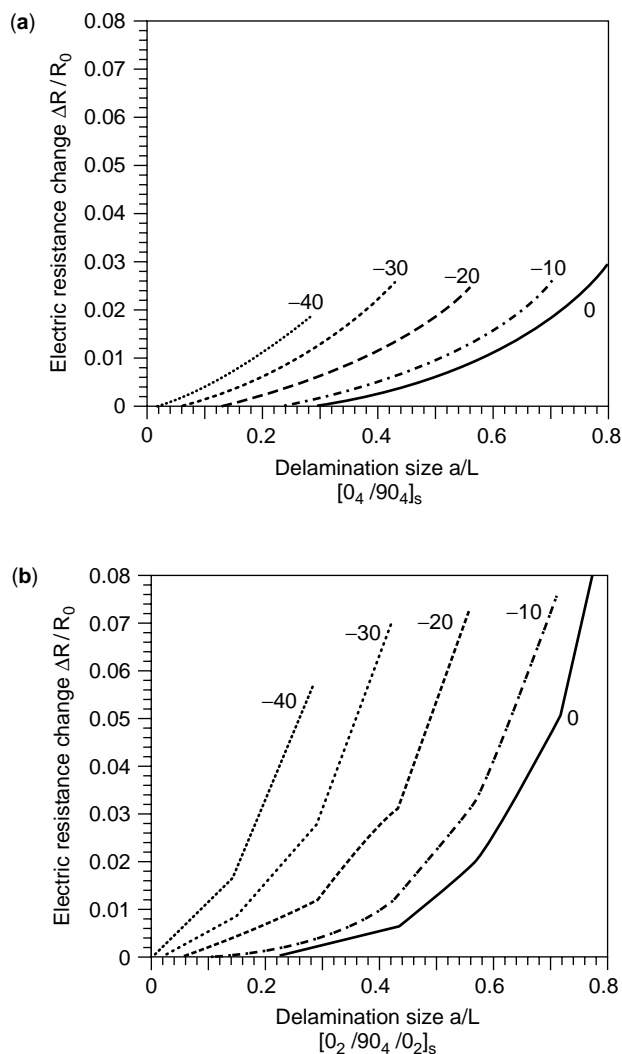 (a)
Electric resistance change ΔR / R₀
0.08
0.07
0.06
0.05
0.04
0.03
0.02
0.01
0
−40
−30
−20
−10
0
0 0.2 0.4 0.6 0.8
Delamination size a/L
[0₄ /90₄]ₛ
(b)
Electric resistance change ΔR / R₀
0.08
0.07
0.06
0.05
0.04
0.03
0.02
0.01
0
−40
−30
−20
−10
0
0 0.2 0.4 0.6 0.8
Delamination size a/L
[0₂ /90₄ /0₂]ₛ